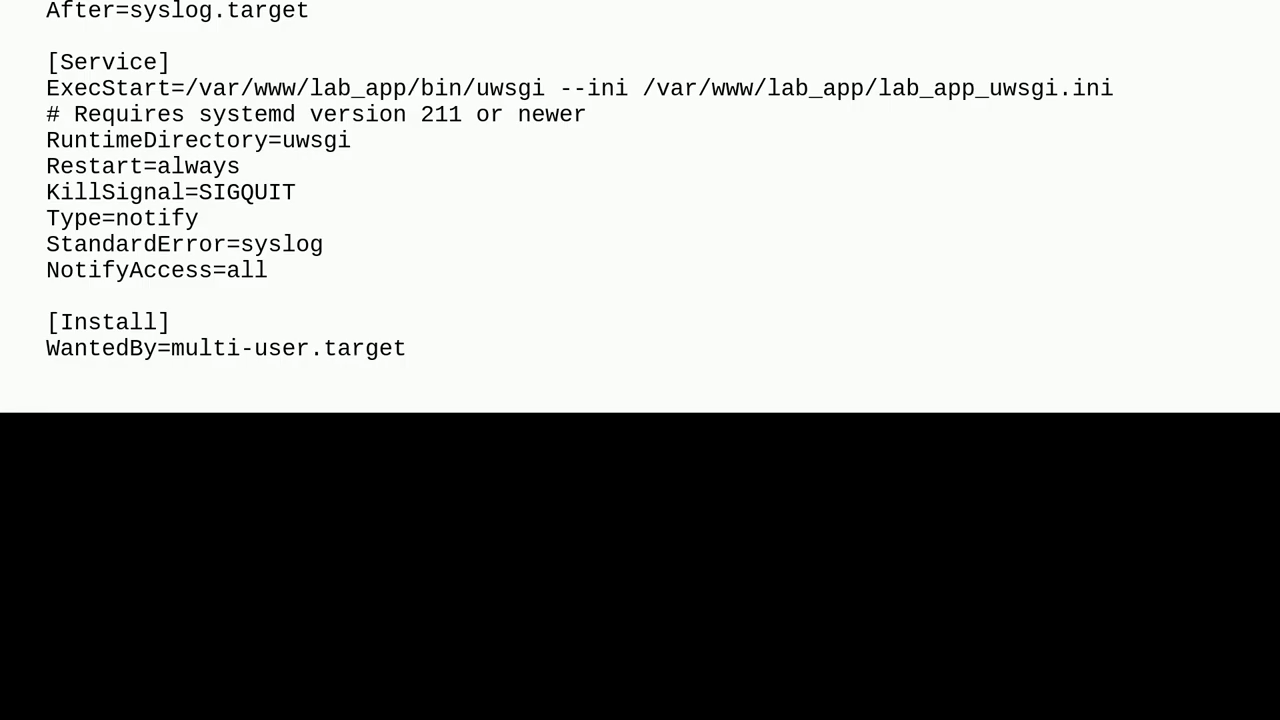 After=syslog.target

[Service]
ExecStart=/var/www/lab_app/bin/uwsgi --ini /var/www/lab_app/lab_app_uwsgi.ini
# Requires systemd version 211 or newer
RuntimeDirectory=uwsgi
Restart=always
KillSignal=SIGQUIT
Type=notify
StandardError=syslog
NotifyAccess=all

[Install]
WantedBy=multi-user.target